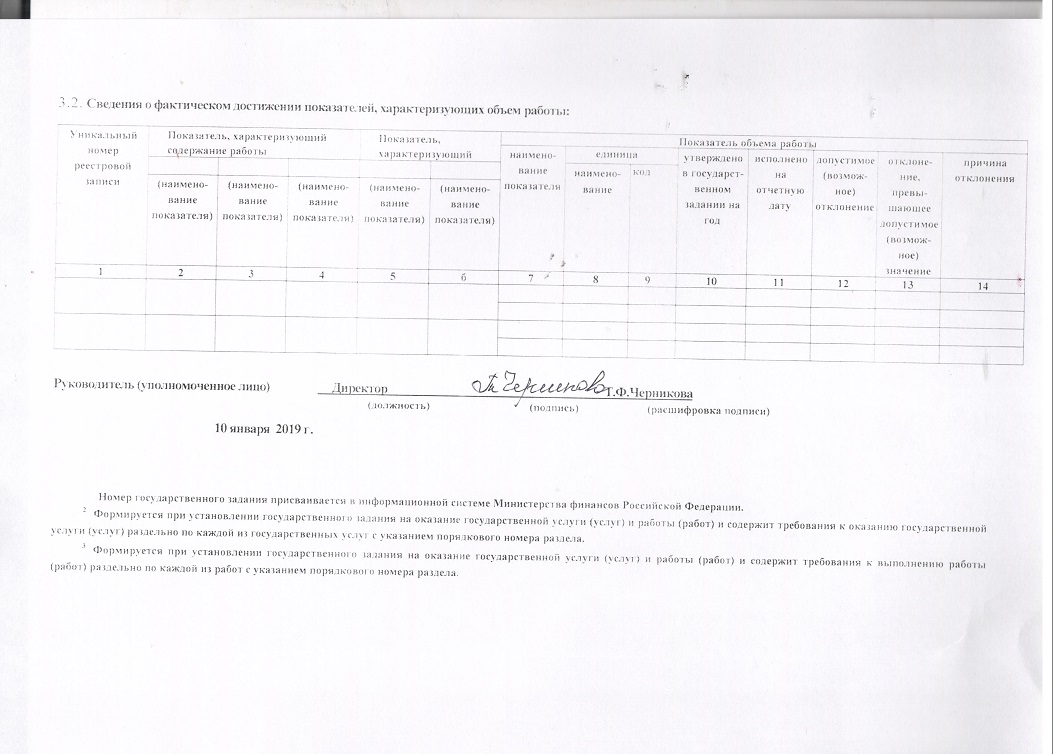 3.2. Сведения о фактическом достижении показателей, характеризующих объем работы:
Уникальный
номер
реестровой
записи
Показатель, характеризующий
содержание работы
Показатель,
характеризующий
Показатель объема работы
(наимено-
вание
показателя)
(наимено-
вание
показателя)
(наимено-
вание
показателя)
(наимено-
вание
показателя)
(наимено-
вание
показателя)
наимено-
вание
показателя
единица
наимено-
вание
код
утверждено
в государст-
венном
задании на
год
исполнено
на
отчетную
дату
допустимое
(возмож-
ное)
отклонение
отклоне-
ние,
превы-
шающее
допустимое
(возмож-
ное)
значение
причина
отклонения
1 2 3 4 5 6 7 8 9 10 11 12 13 14
Руководитель (уполномоченное лицо) Директор Т.Ф.Черникова
(должность) (подпись) (расшифровка подписи)
10 января 2019 г.
Номер государственного задания присваивается в информационной системе Министерства финансов Российской Федерации.
2 Формируется при установлении государственного задания на оказание государственной услуги (услуг) и работы (работ) и содержит требования к оказанию государственной
услуги (услуг) раздельно по каждой из государственных услуг с указанием порядкового номера раздела.
3 Формируется при установлении государственного задания на оказание государственной услуги (услуг) и работы (работ) и содержит требования к выполнению работы
(работ) раздельно по каждой из работ с указанием порядкового номера раздела.